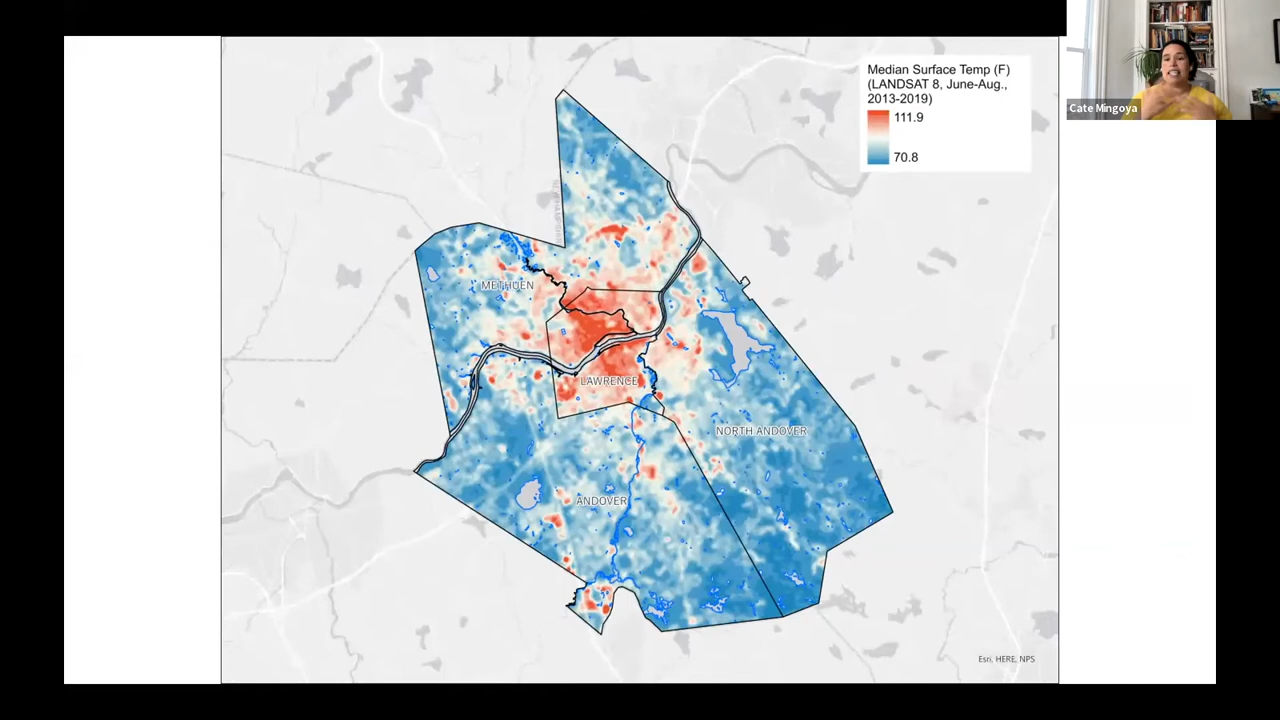 Median Surface Temp (F)
(LANDSAT 8, June-Aug.,
2013-2019)
111.9
70.8
Cate Mingoya
METHUEN
LAWRENCE
NORTH ANDOVER
ANDOVER
Esri, HERE, NPS